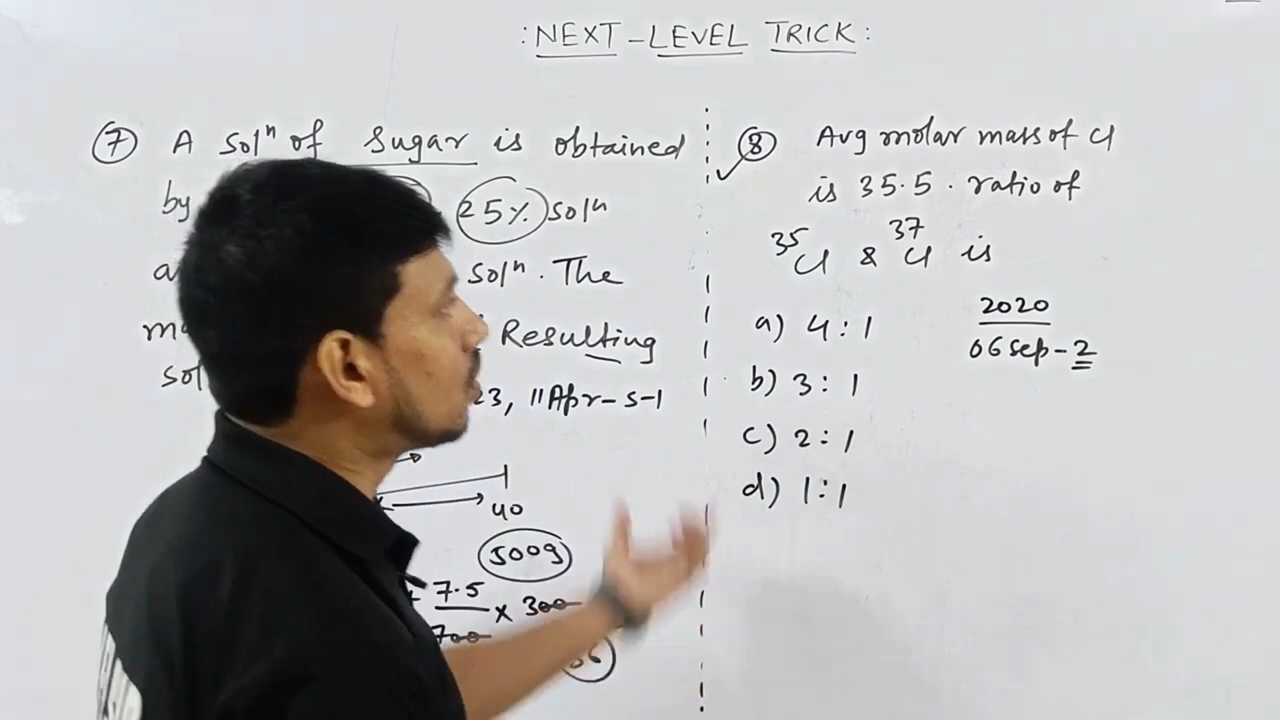 : NEXT - LEVEL TRICK :
7 A Solⁿ of Sugar is obtained
by 25% Solⁿ
a solⁿ. The
Resulting
sol 23, 11 Apr-S-1
40
500g
7.5 × 300
700
8 Avg molar mass of Cl
is 35.5. ratio of
³⁵Cl & ³⁷Cl is
a) 4:1 2020
b) 3:1 06 Sep-2
c) 2:1
d) 1:1